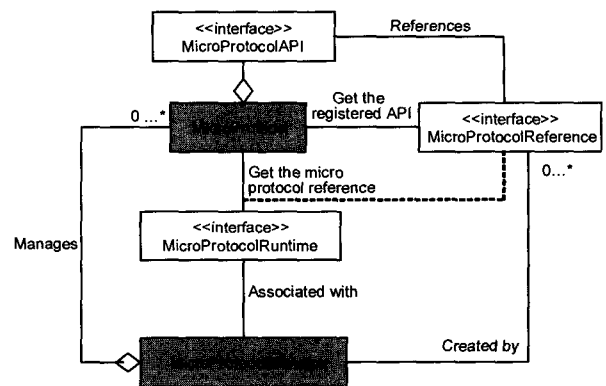 <<interface>>
MicroProtocolAPI
References
0 ...*
Get the
registered API
<<interface>>
MicroProtocolReference
0...*
Get the micro
protocol reference
<<interface>>
MicroProtocolRuntime
Manages
Associated with
Created by